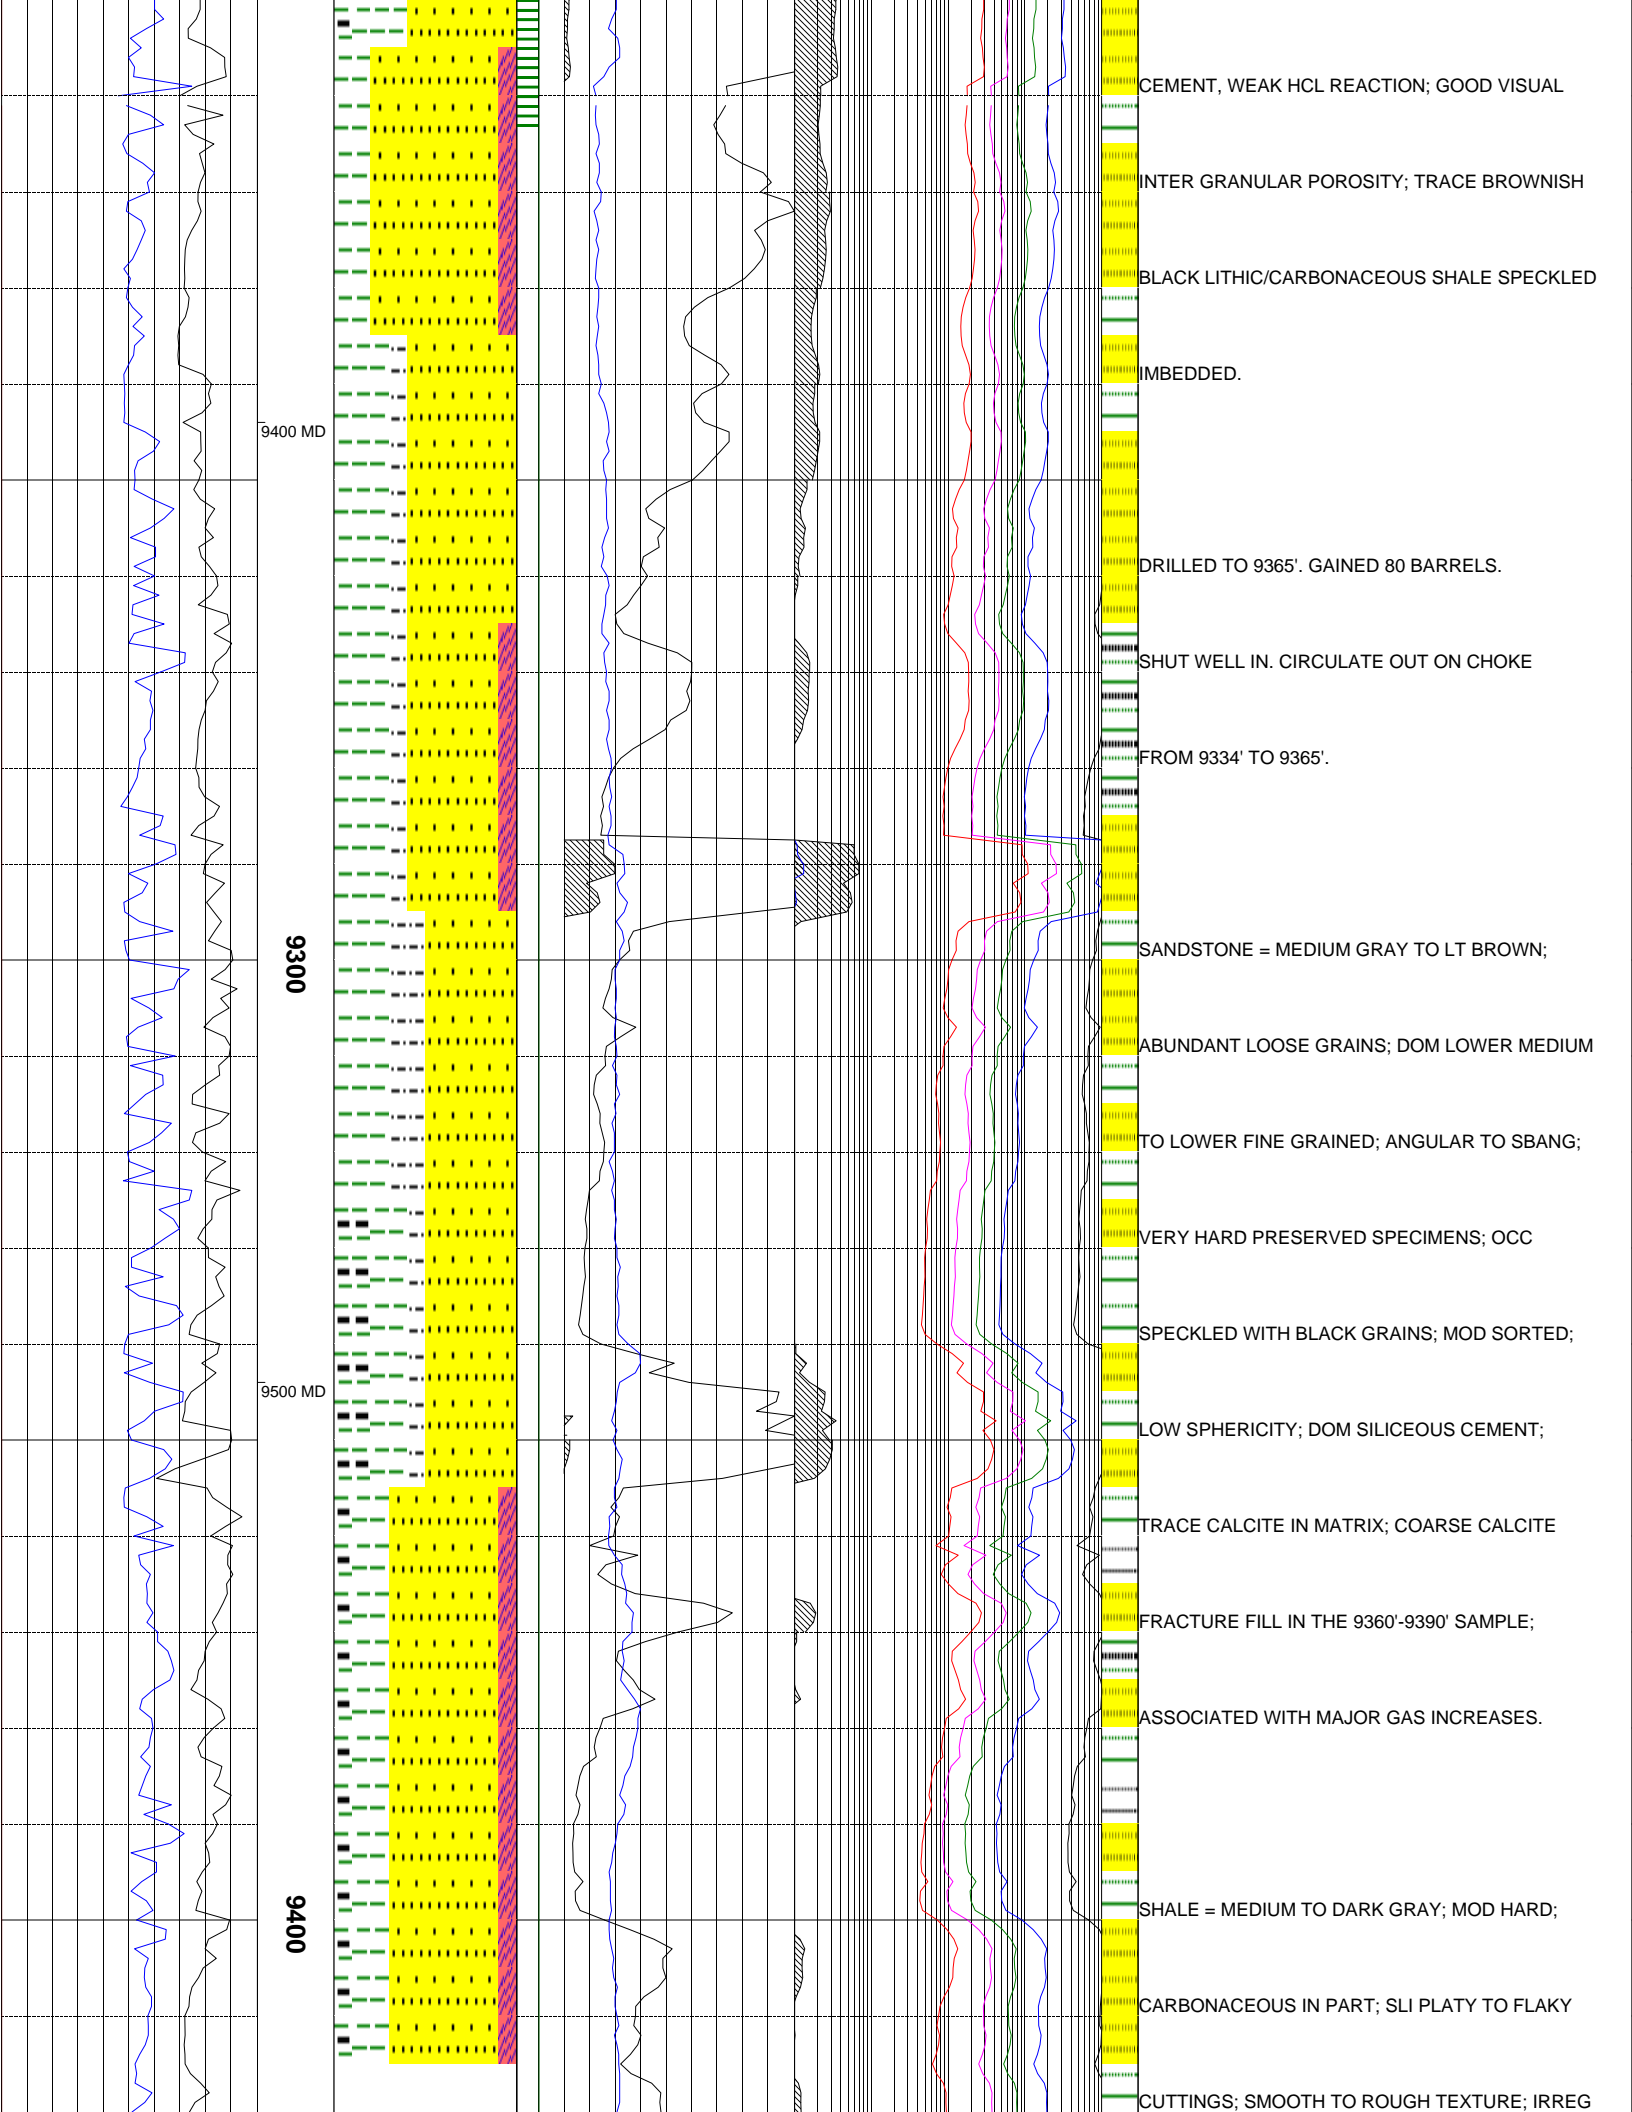 CEMENT, WEAK HCL REACTION; GOOD VISUAL
INTER GRANULAR POROSITY; TRACE BROWNISH
BLACK LITHIC/CARBONACEOUS SHALE SPECKLED
IMBEDDED.
9400 MD
DRILLED TO 9365'. GAINED 80 BARRELS.
SHUT WELL IN. CIRCULATE OUT ON CHOKE
FROM 9334' TO 9365'.
9300
SANDSTONE = MEDIUM GRAY TO LT BROWN;
ABUNDANT LOOSE GRAINS; DOM LOWER MEDIUM
TO LOWER FINE GRAINED; ANGULAR TO SBANG;
VERY HARD PRESERVED SPECIMENS; OCC
SPECKLED WITH BLACK GRAINS; MOD SORTED;
9500 MD
LOW SPHERICITY; DOM SILICEOUS CEMENT;
TRACE CALCITE IN MATRIX; COARSE CALCITE
FRACTURE FILL IN THE 9360'-9390' SAMPLE;
ASSOCIATED WITH MAJOR GAS INCREASES.
9400
SHALE = MEDIUM TO DARK GRAY; MOD HARD;
CARBONACEOUS IN PART; SLI PLATY TO FLAKY
CUTTINGS; SMOOTH TO ROUGH TEXTURE; IRREG